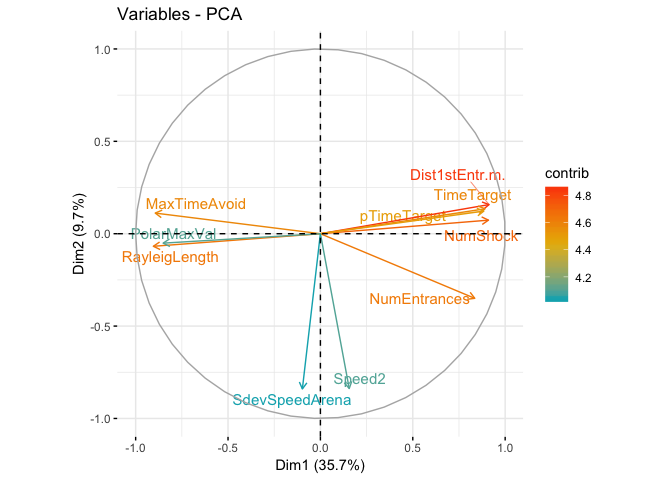 Variables - PCA
1.0
0.5
0.0
-0.5
-1.0
Dim2 (9.7%)
Dist1stEntr.m.
TimeTarget
pTimeTarget
NumShock
MaxTimeAvoid
PolarMaxVal
RayleigLength
NumEntrances
Speed2
SdevSpeedArena
-1.0
-0.5
0.0
0.5
1.0
Dim1 (35.7%)
contrib
4.8
4.6
4.4
4.2